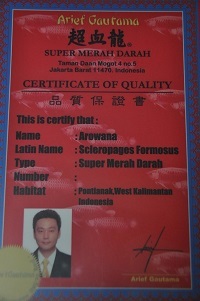 Arief Gautama
超血龍
SUPER MERAH DARAH
Taman Daan Mogot 4 no 5
Jakarta Barat 11470, Indonesia
CERTIFICATE OF QUALITY
品質保證書
This is certify that :
Name : Arowana
Latin Name : Scleropages Formosus
Type : Super Merah Darah
Number :
Habitat : Pontianak, West Kalimantan
Indonesia
Arief Gautama